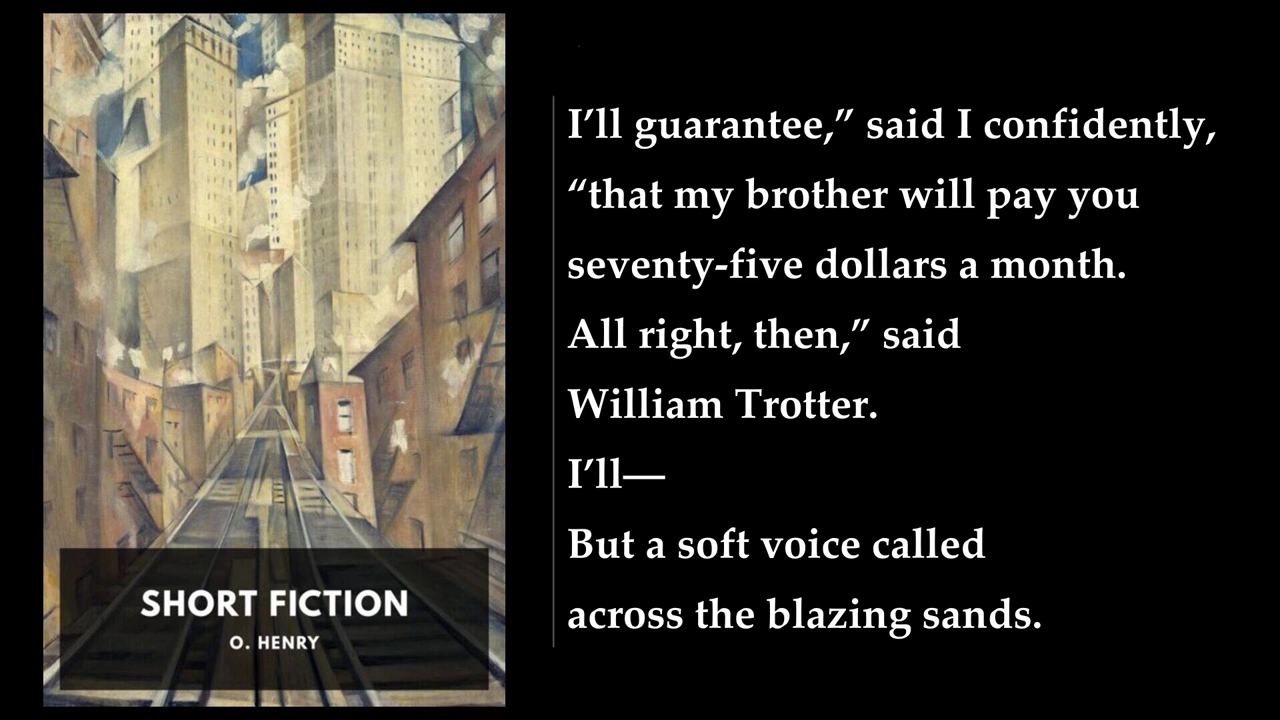 SHORT FICTION
O. HENRY
I’ll guarantee,” said I confidently,
“that my brother will pay you
seventy-five dollars a month.
All right, then,” said
William Trotter.
I’ll—
But a soft voice called
across the blazing sands.